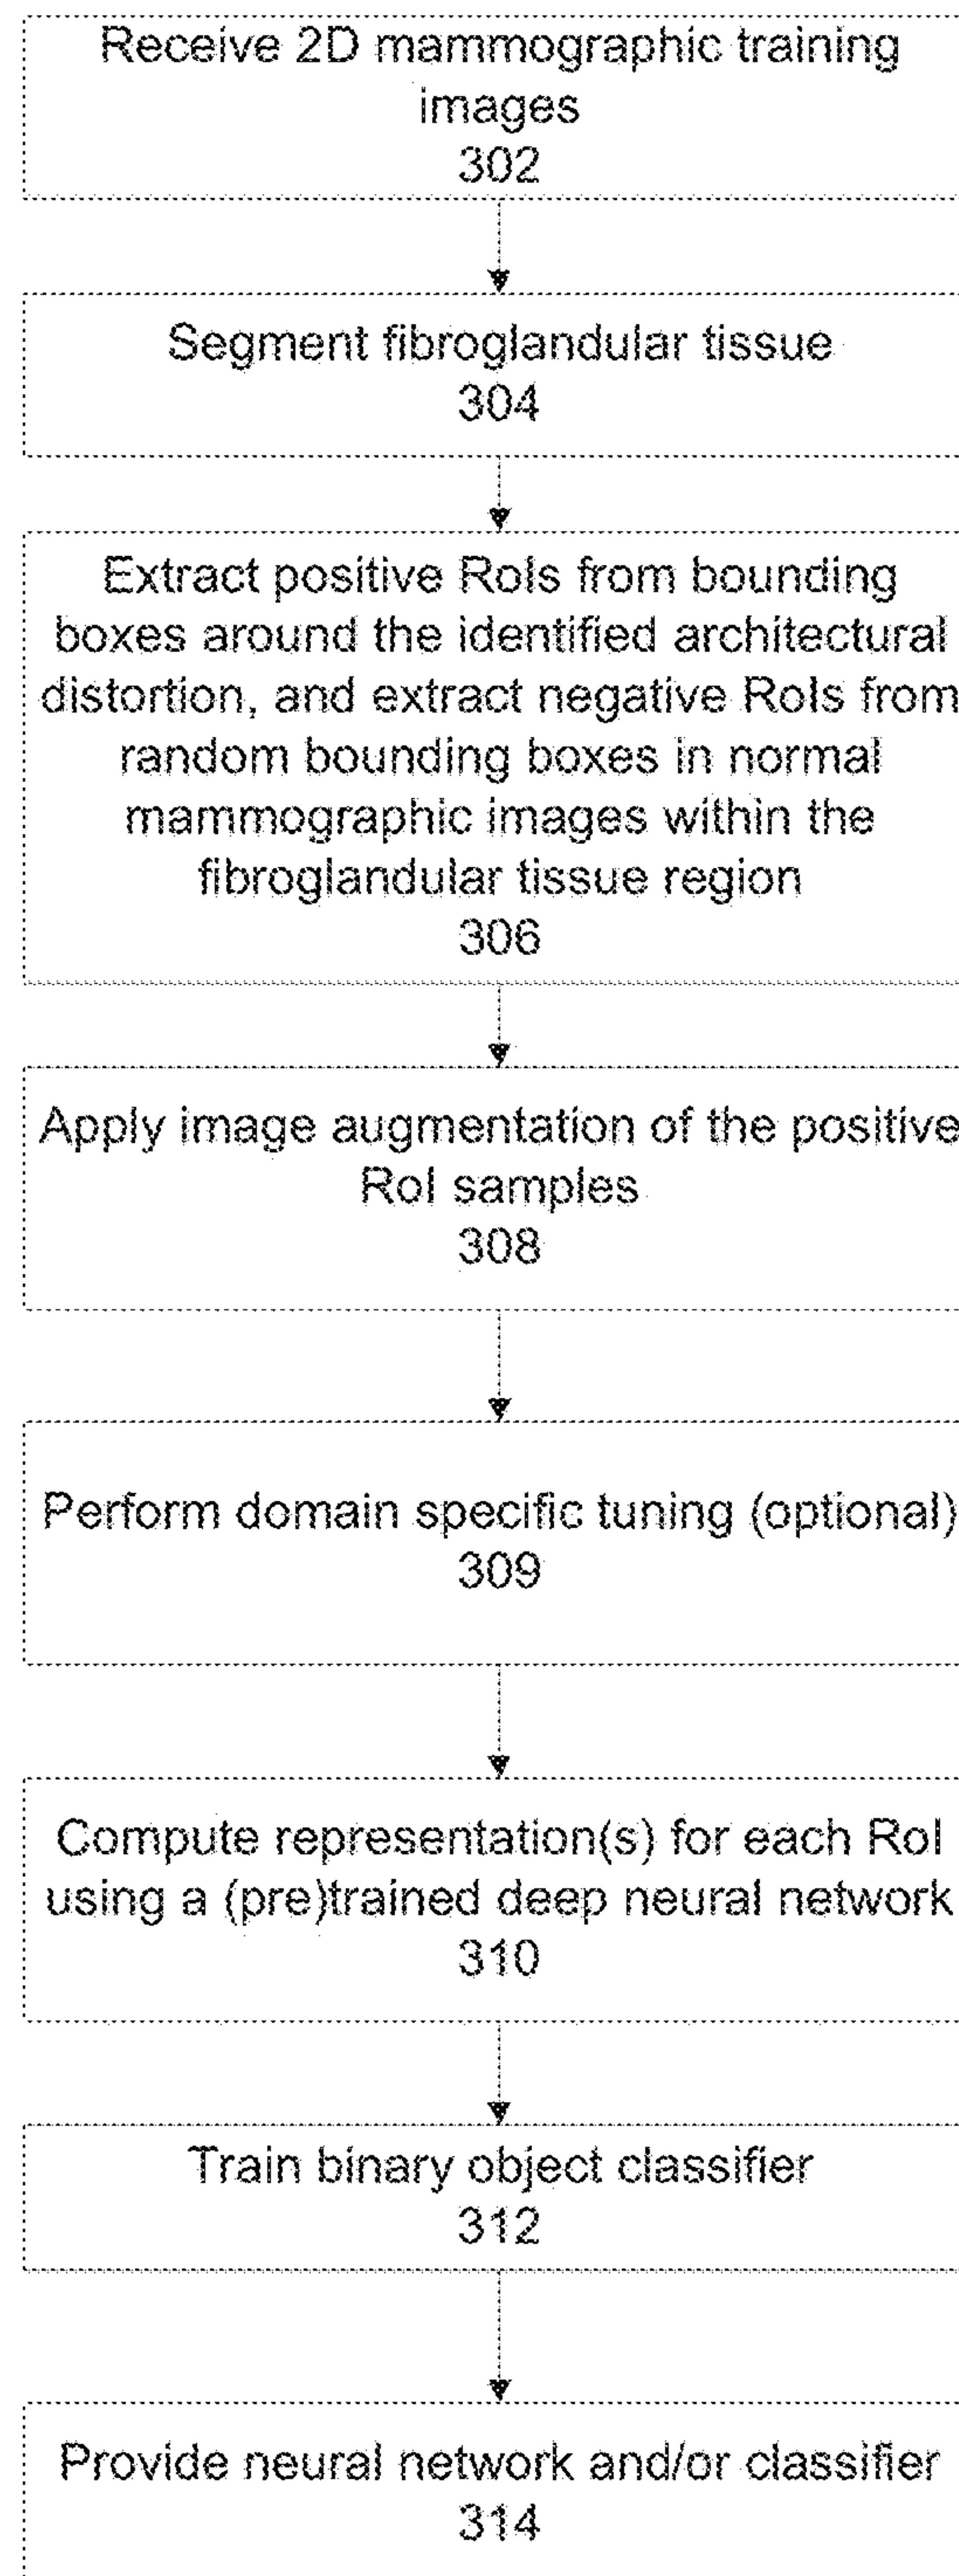 Receive 2D mammographic training
images
302
Segment fibroglandular tissue
304
Extract positive RoIs from bounding
boxes around the identified architectural
distortion, and extract negative RoIs from
random bounding boxes in normal
mammographic images within the
fibroglandular tissue region
306
Apply image augmentation of the positive
RoI samples
308
Perform domain specific tuning (optional)
309
Compute representation(s) for each RoI
using a (pre)trained deep neural network
310
Train binary object classifier
312
Provide neural network and/or classifier
314